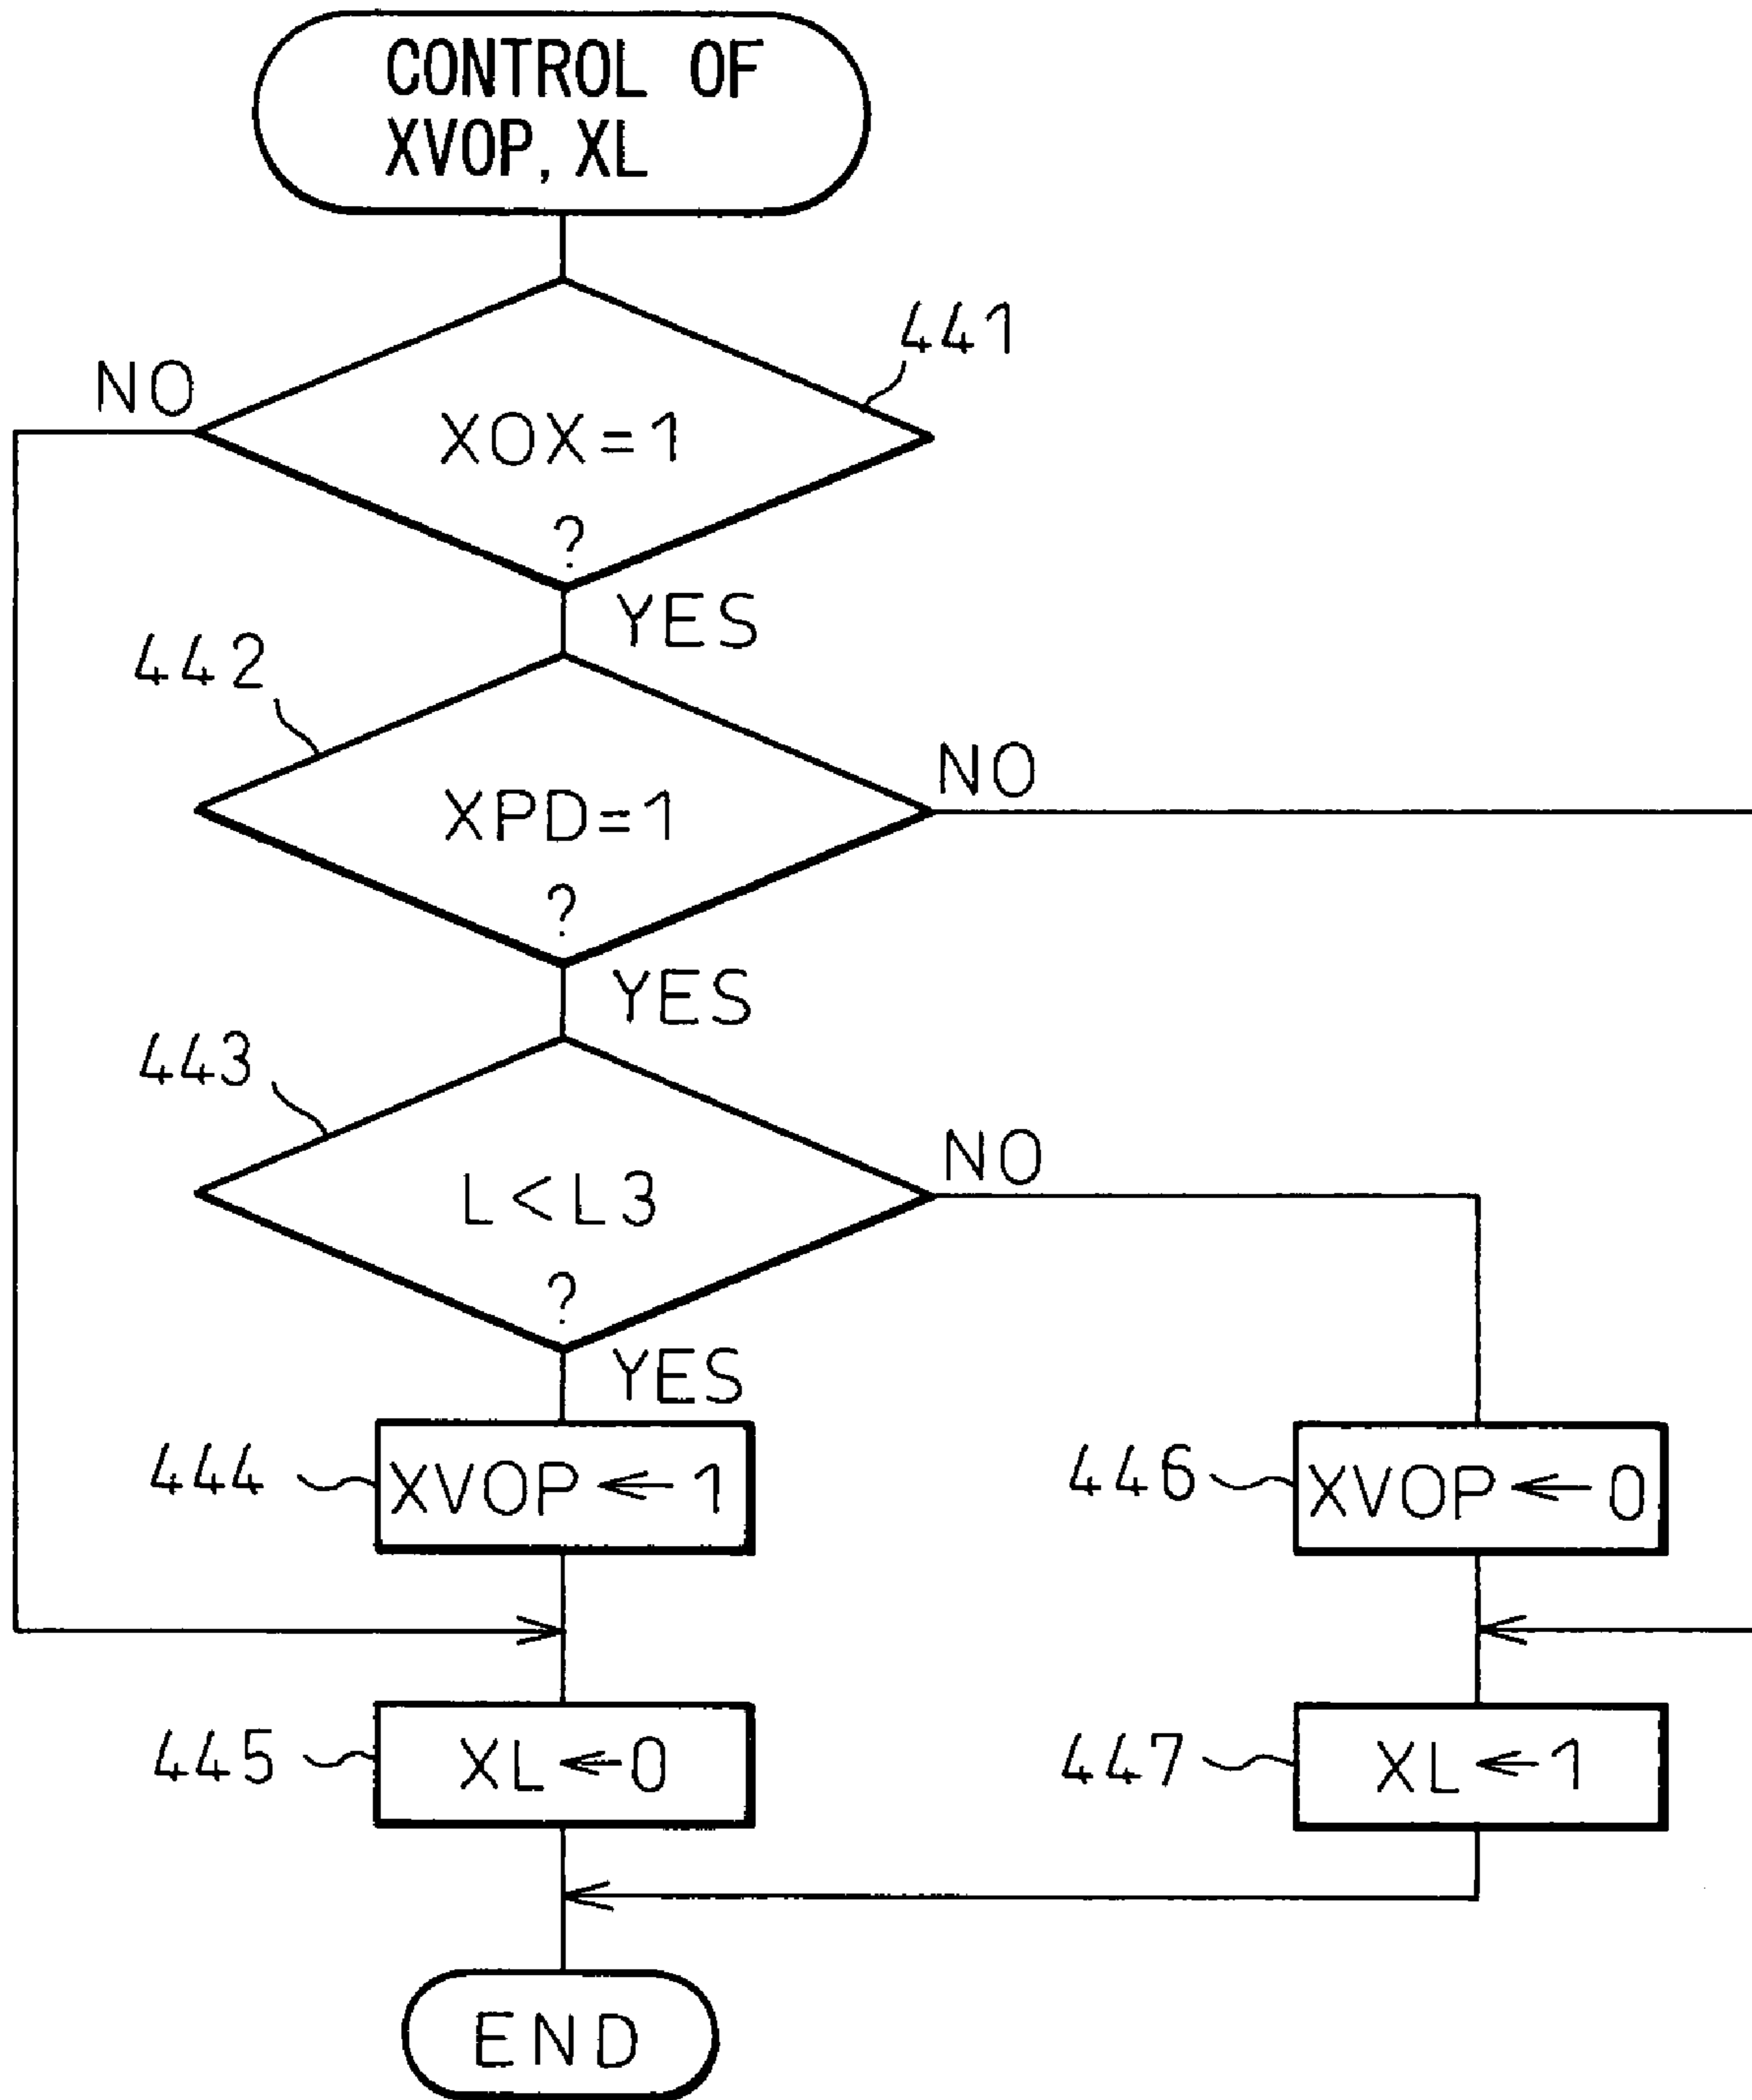 CONTROL OF
XVOP, XL
441
NO
XOX=1
?
YES
442
NO
XPD=1
?
YES
443
NO
L<L3
?
YES
444
XVOP←1
446
XVOP←0
445
XL←0
447
XL←1
END